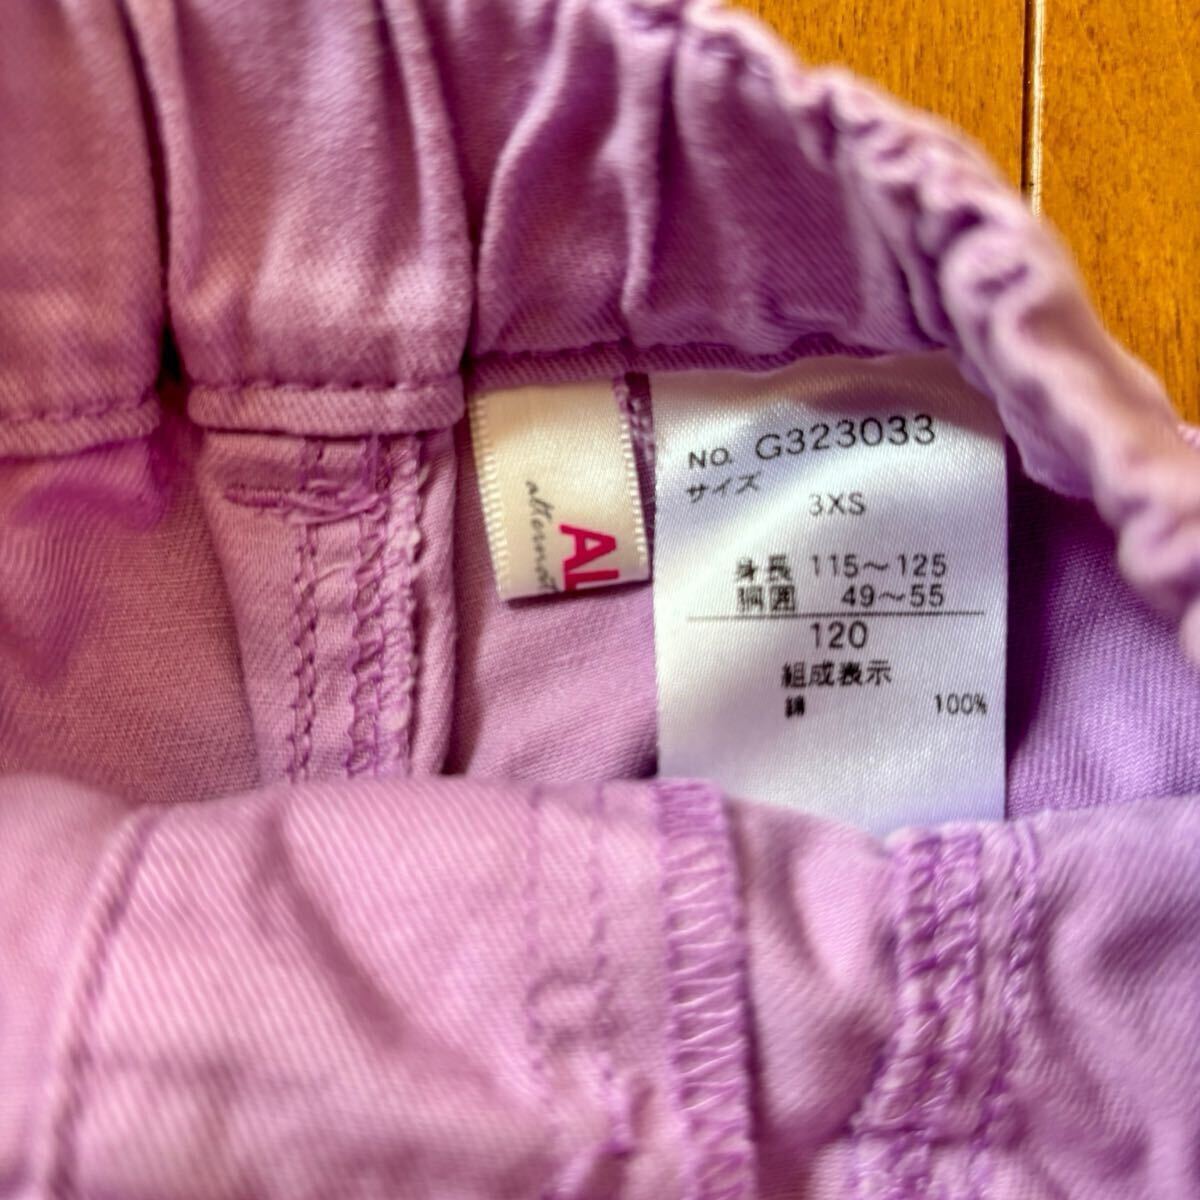 NO. G323033
サイズ
3XS
身長 115～125
胴囲 49～55
120
組成表示
綿 100%
AL
alternat